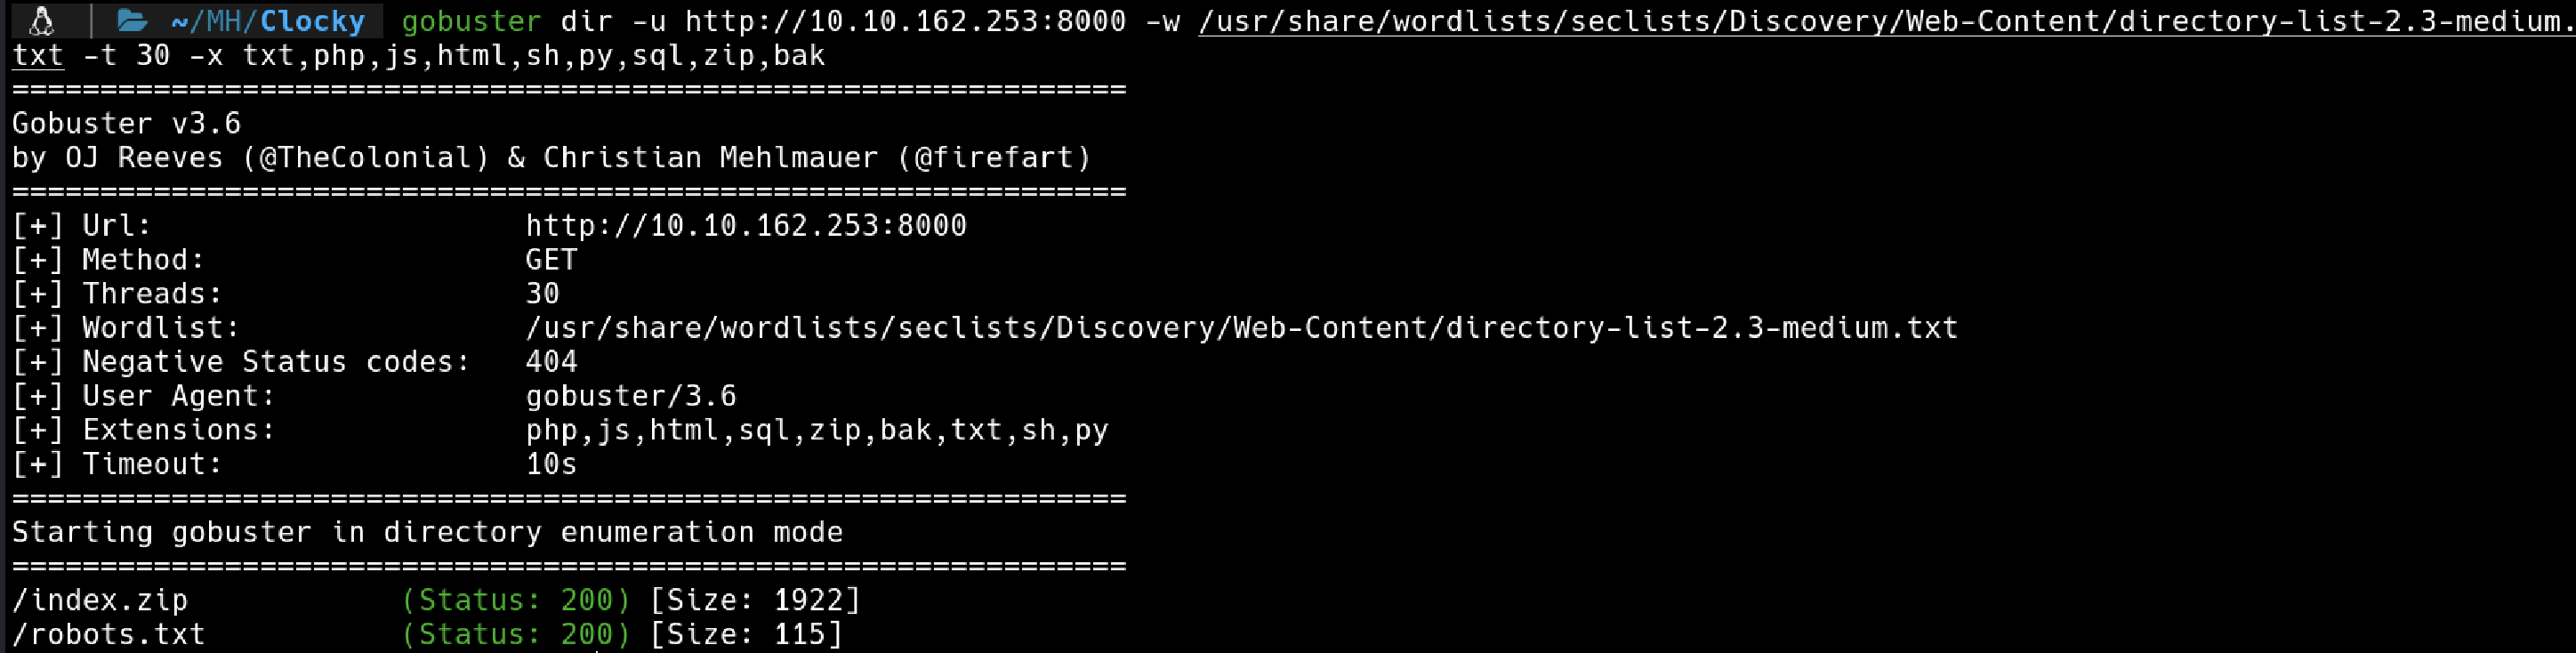 ~/MH/Clocky gobuster dir -u http://10.10.162.253:8000 -w /usr/share/wordlists/seclists/Discovery/Web-Content/directory-list-2.3-medium.
txt -t 30 -x txt,php,js,html,sh,py,sql,zip,bak
===============================================================
Gobuster v3.6
by OJ Reeves (@TheColonial) & Christian Mehlmauer (@firefart)
===============================================================
[+] Url:                     http://10.10.162.253:8000
[+] Method:                  GET
[+] Threads:                 30
[+] Wordlist:                /usr/share/wordlists/seclists/Discovery/Web-Content/directory-list-2.3-medium.txt
[+] Negative Status codes:   404
[+] User Agent:              gobuster/3.6
[+] Extensions:              php,js,html,sql,zip,bak,txt,sh,py
[+] Timeout:                 10s
===============================================================
Starting gobuster in directory enumeration mode
===============================================================
/index.zip            (Status: 200) [Size: 1922]
/robots.txt           (Status: 200) [Size: 115]